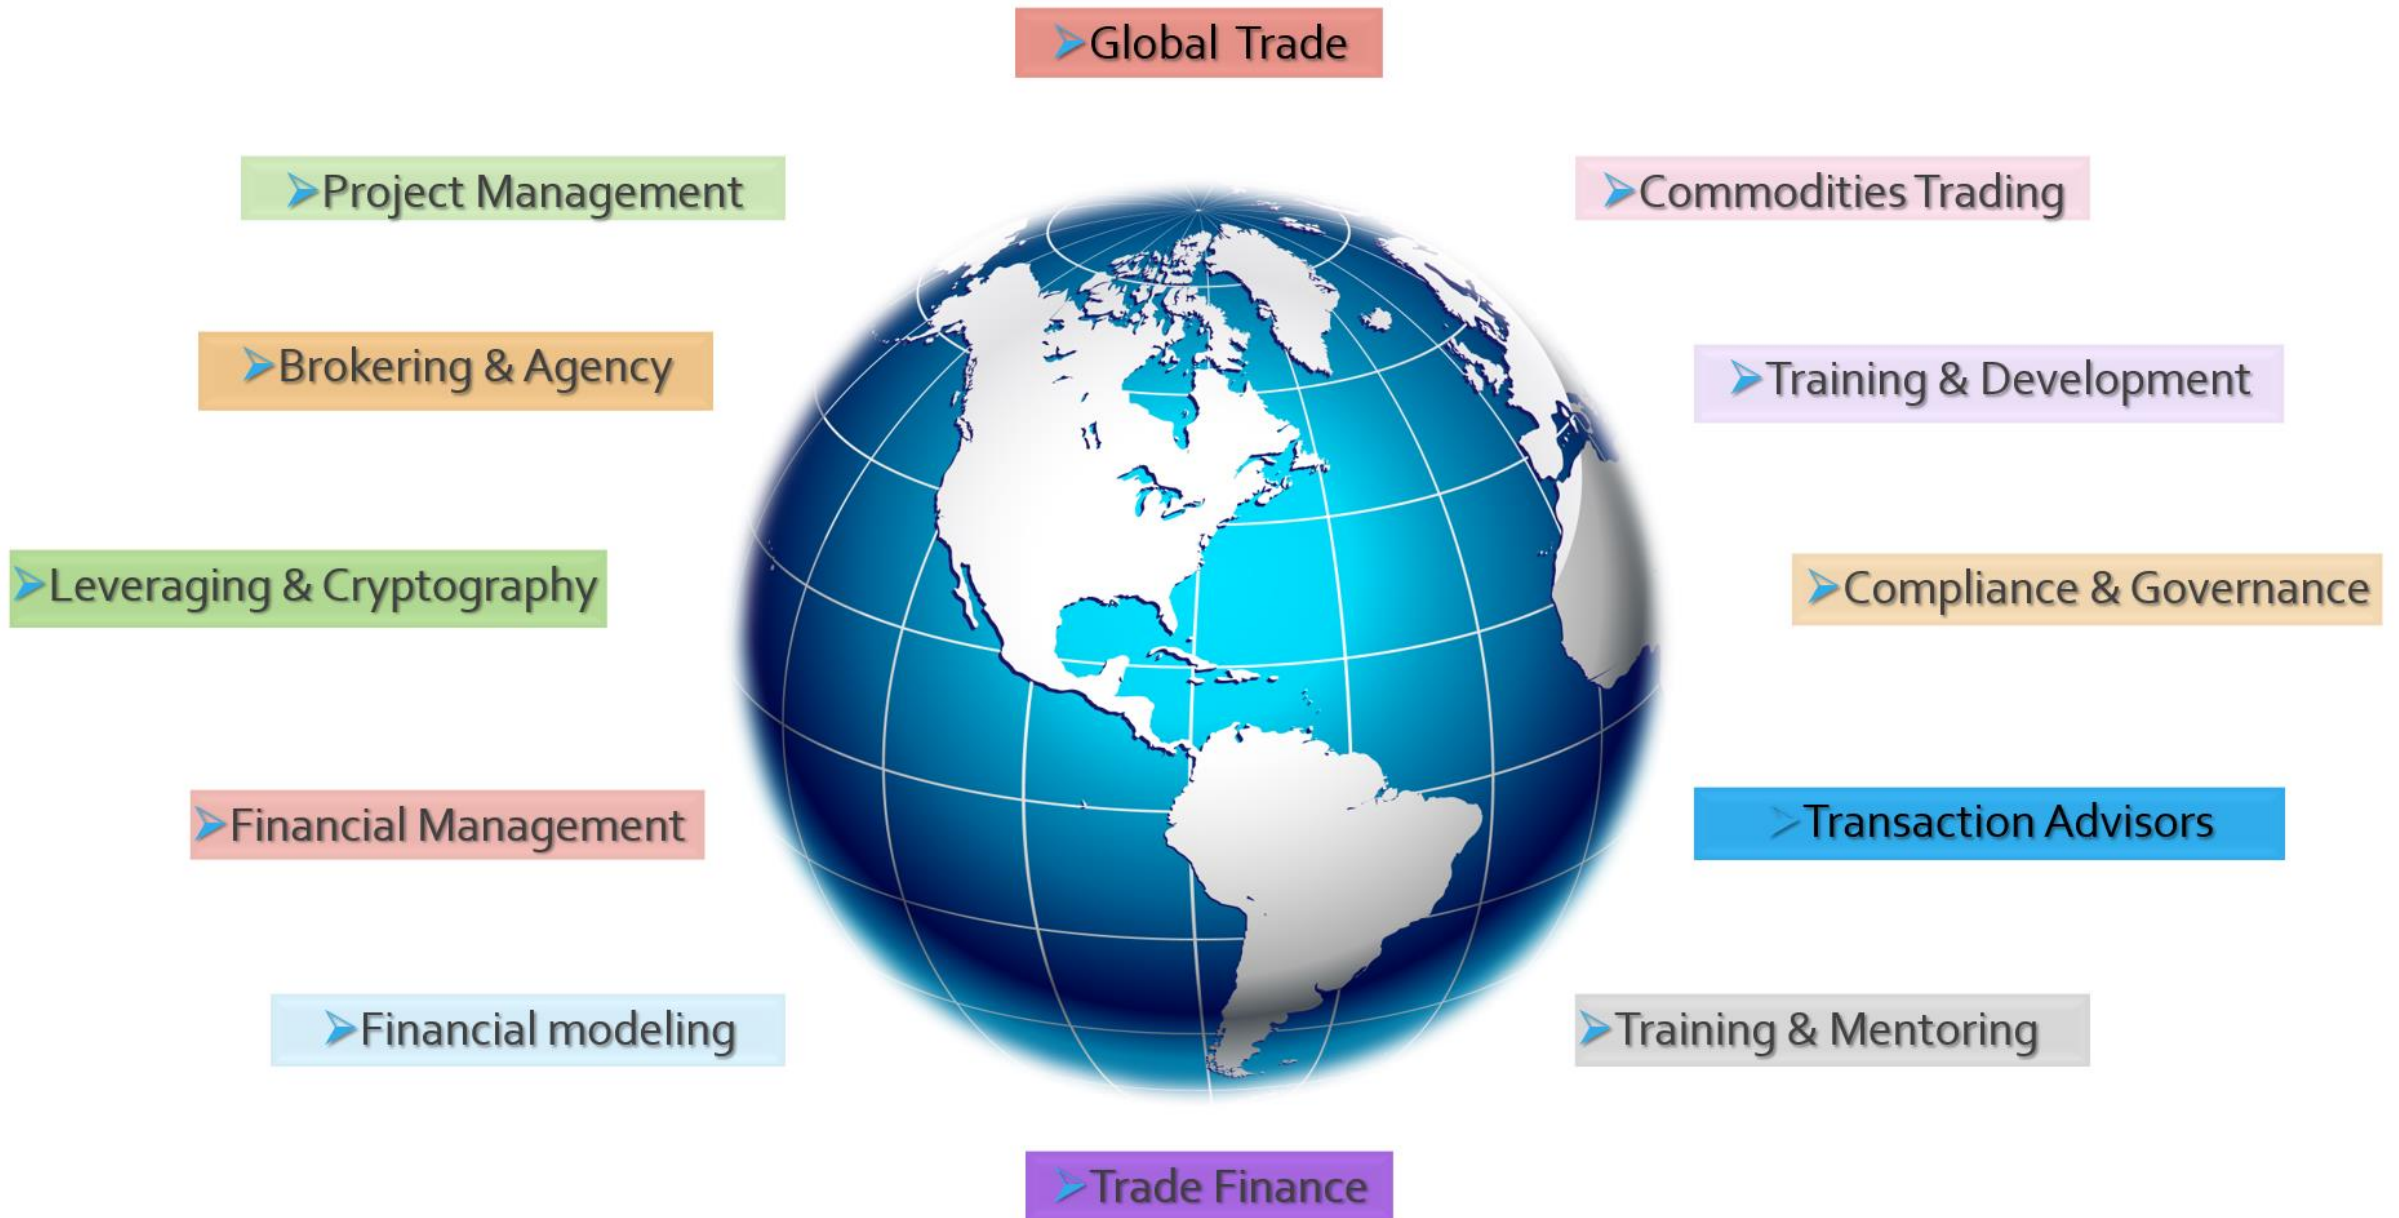 Global Trade
Project Management
Commodities Trading
Brokering & Agency
Training & Development
Leveraging & Cryptography
Compliance & Governance
Financial Management
Transaction Advisors
Financial modeling
Training & Mentoring
Trade Finance